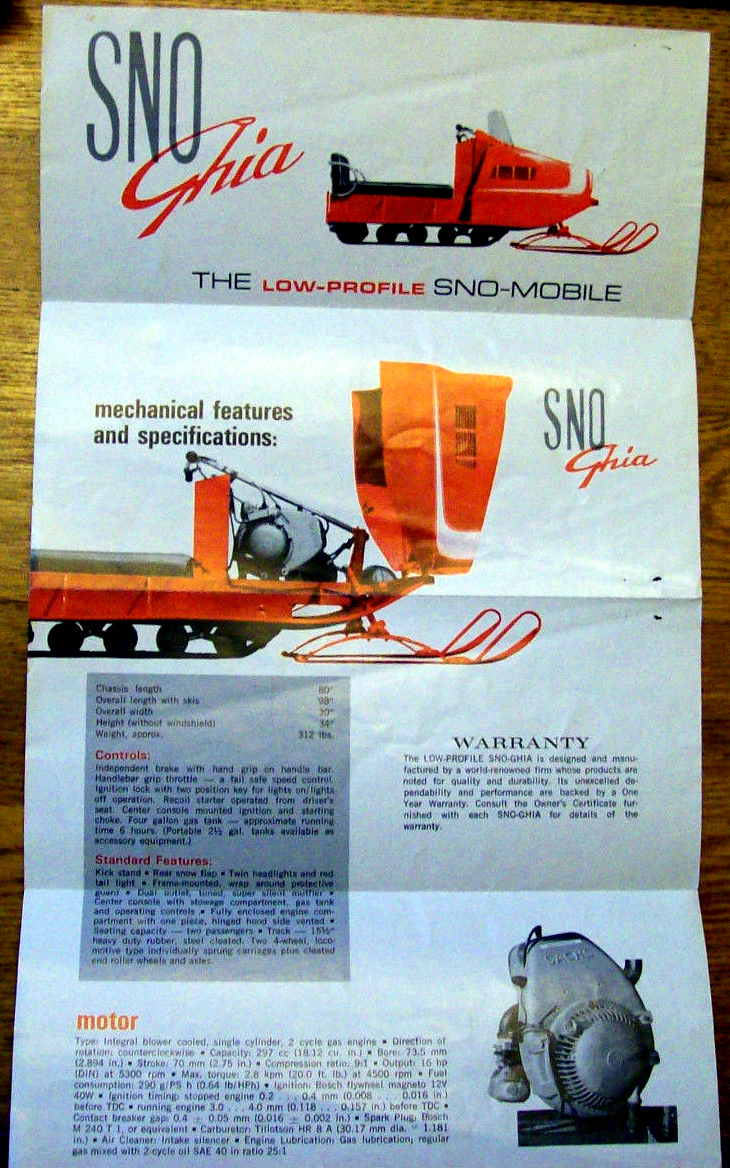 SNO
Ghia
THE LOW-PROFILE SNO-MOBILE
mechanical features
and specifications:
SNO
Ghia
Chassis length 80"
Overall length with skis 98"
Overall width 30"
Height (without windshield) 34"
Weight, approx. 312 lbs.
Controls:
Independent brake with hand grip on handle bar.
Handlebar grip throttle — a fail safe speed control.
Ignition lock with two position key for lights on/lights
off operation. Recoil starter operated from driver's
seat. Center console mounted ignition and starting
choke. Four gallon gas tank — approximate running
time 6 hours. (Portable 2½ gal. tanks available as
accessory equipment.)
Standard Features:
Kick stand • Rear snow flap • Twin headlights and red
tail light • Frame-mounted, wrap around protective
guard • Dual outlet, tuned, super silent muffler •
Center console with stowage compartment, gas tank
and operating controls • Fully enclosed engine com-
partment with one piece, hinged hood side vented •
Seating capacity — two passengers • Track — 15½"
heavy duty rubber, steel cleated. Two 4-wheel, loco-
motive type individually sprung carriages plus cleated
end roller wheels and axles.
WARRANTY
The LOW-PROFILE SNO-GHIA is designed and manu-
factured by a world-renowned firm whose products are
noted for quality and durability. Its unexcelled de-
pendability and performance are backed by a One
Year Warranty. Consult the Owner's Certificate fur-
nished with each SNO-GHIA for details of the
warranty.
motor
Type: Integral blower cooled, single cylinder, 2 cycle gas engine • Direction of
rotation: counterclockwise • Capacity: 297 cc (18.12 cu. in.) • Bore: 73.5 mm
(2.894 in.) • Stroke: 70 mm (2.75 in.) • Compression ratio: 9:1 • Output: 16 hp
(DIN) at 5300 rpm • Max. torque: 2.8 kpm (20.0 ft. lb.) at 4500 rpm • Fuel
consumption: 290 g/PS h (0.64 lb/HPh) • Ignition: Bosch flywheel magneto 12V
40W • Ignition timing: stopped engine 0.2 . . . 0.4 mm (0.008 . . . 0.016 in.)
before TDC • running engine 3.0 . . . 4.0 mm (0.118 . . . 0.157 in.) before TDC •
Contact breaker gap: 0.4 ± 0.05 mm (0.016 ± 0.002 in.) • Spark Plug: Bosch
M 240 T 1, or equivalent • Carburetor: Tillotson HR 8 A (30.17 mm dia. = 1.181
in.) • Air Cleaner: Intake silencer • Engine Lubrication: Gas lubrication, regular
gas mixed with 2-cycle oil SAE 40 in ratio 25:1